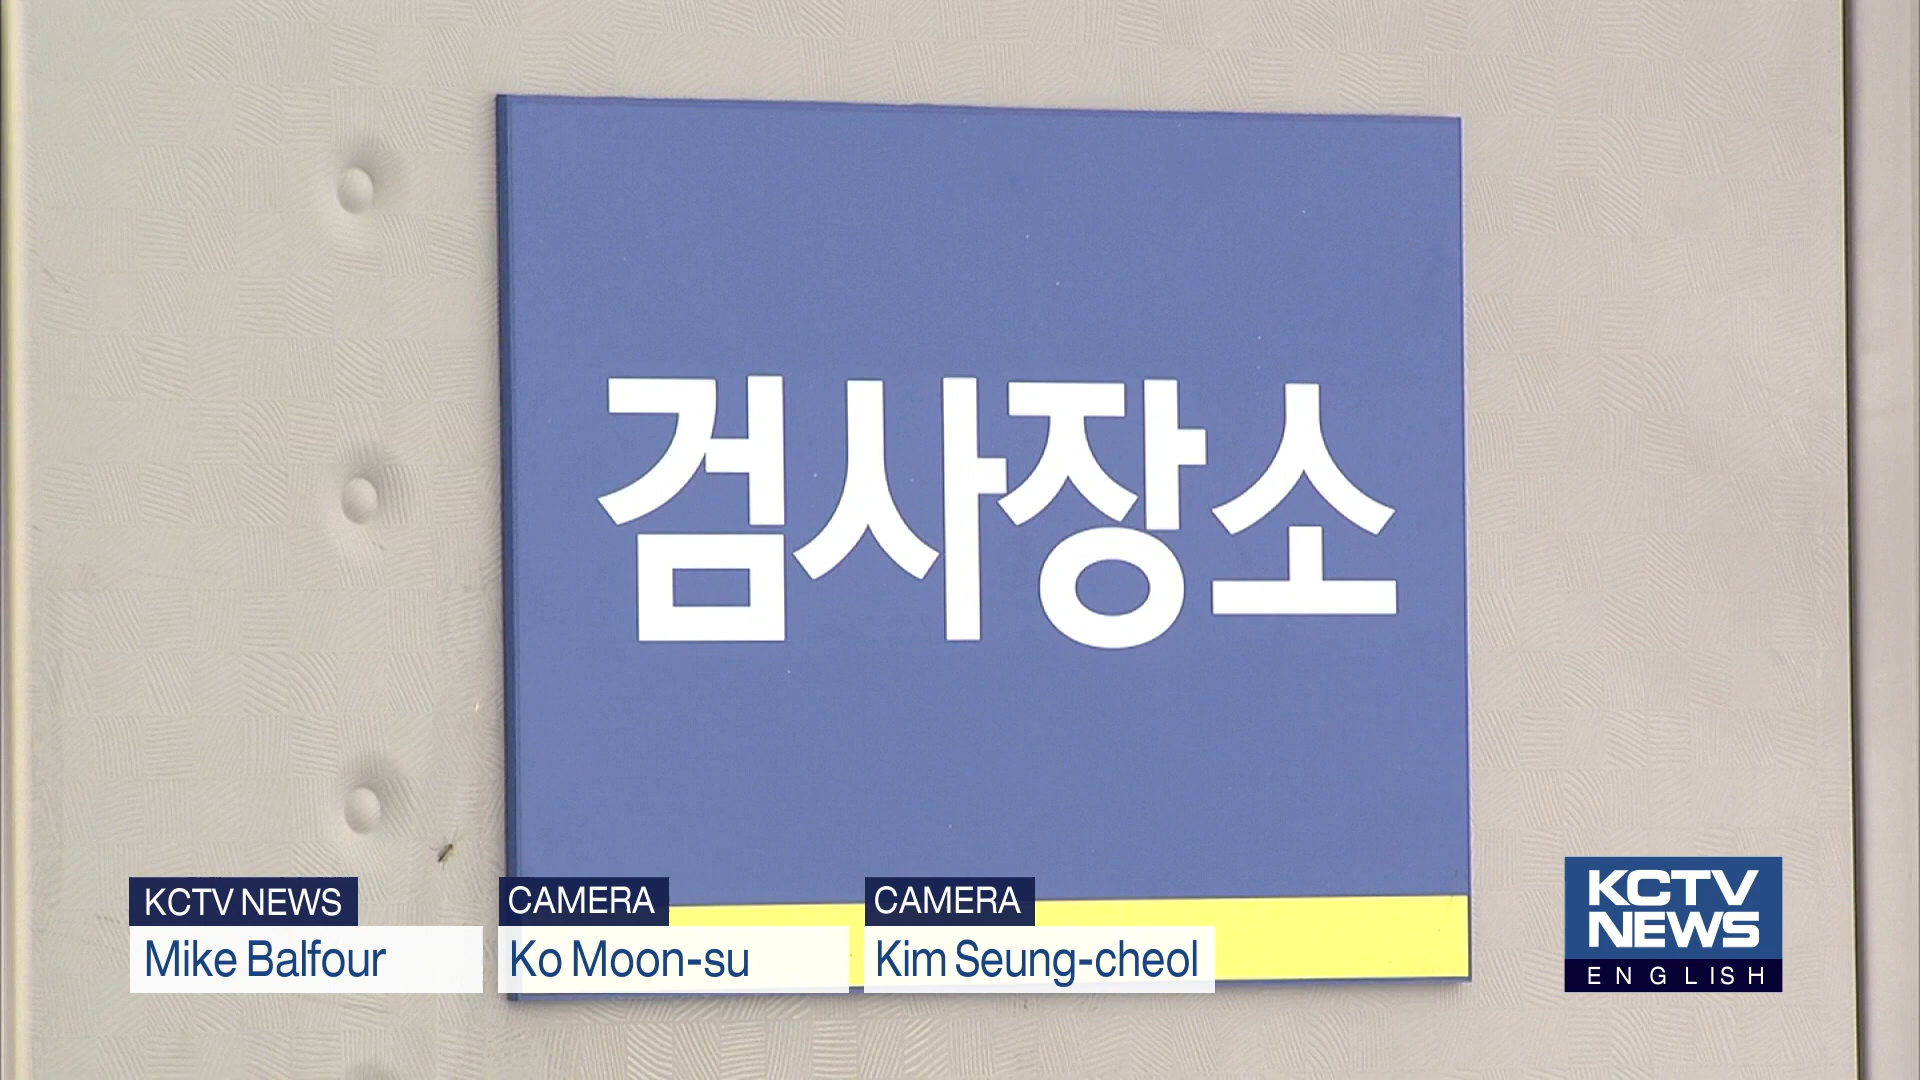 검사장소
KCTV NEWS
Mike Balfour
CAMERA
Ko Moon-su
CAMERA
Kim Seung-cheol
KCTV
NEWS
ENGLISH